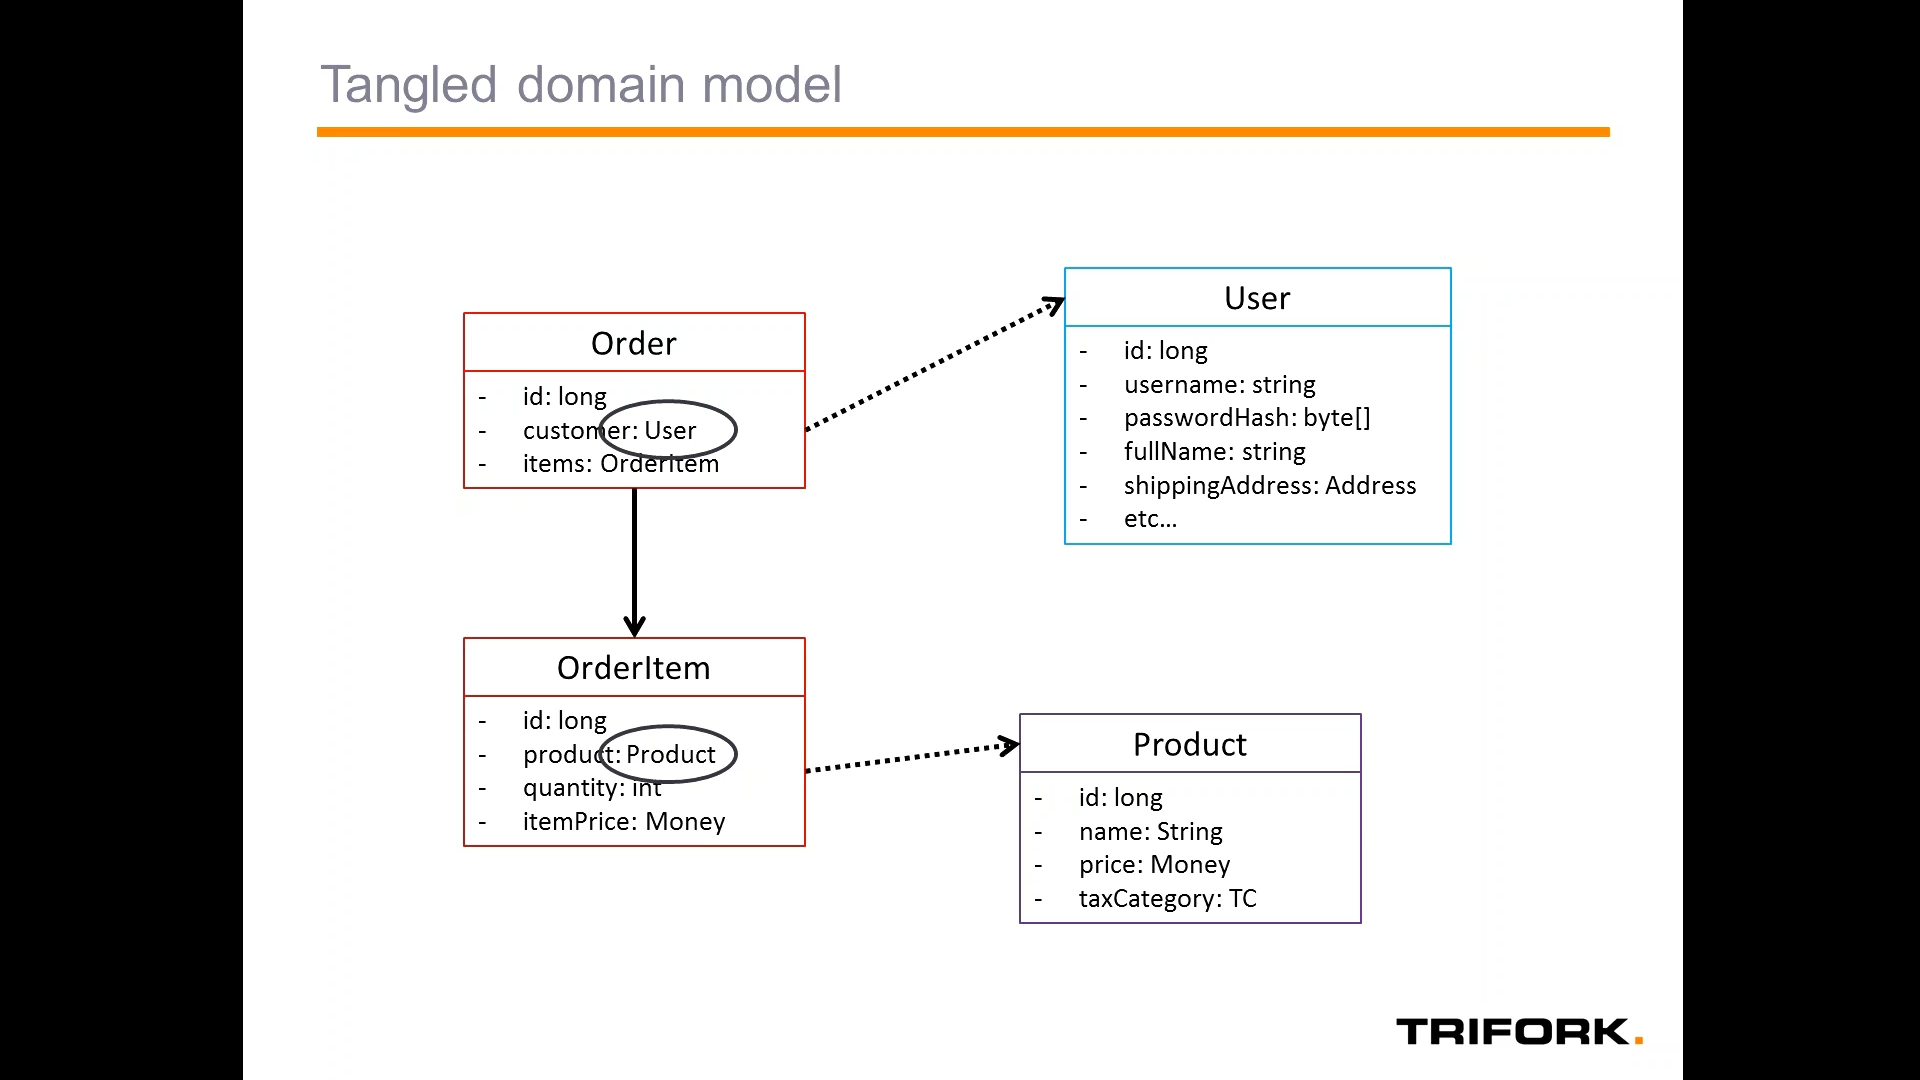 Tangled domain model
Order
- id: long
- customer: User
- items: OrderItem
User
- id: long
- username: string
- passwordHash: byte[]
- fullName: string
- shippingAddress: Address
- etc…
OrderItem
- id: long
- product: Product
- quantity: int
- itemPrice: Money
Product
- id: long
- name: String
- price: Money
- taxCategory: TC
TRIFORK.